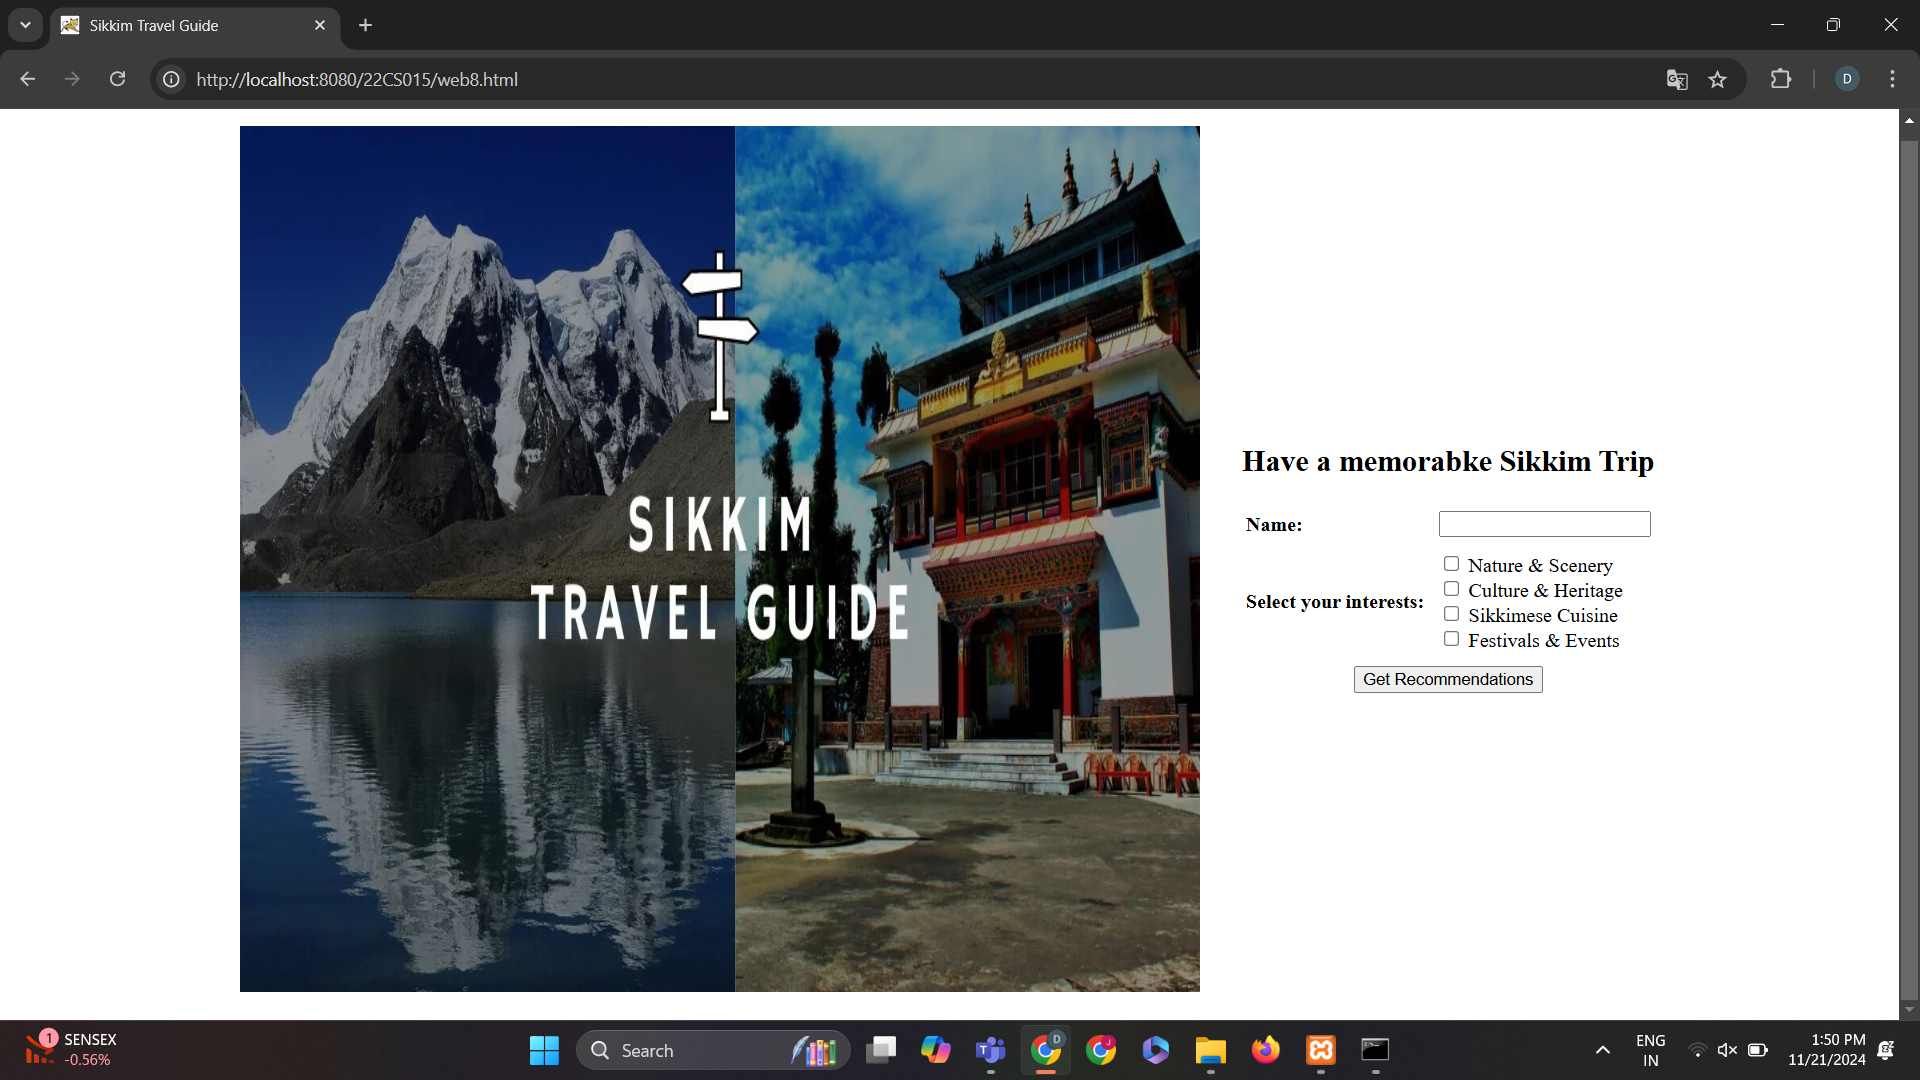 Sikkim Travel Guide
http://localhost:8080/22CS015/web8.html
D
SIKKIM
TRAVEL GUIDE
Have a memorabke Sikkim Trip
Name:
Select your interests:
Nature & Scenery
Culture & Heritage
Sikkimese Cuisine
Festivals & Events
Get Recommendations
1
SENSEX
-0.56%
Search
D
J
ENG
IN
1:50 PM
11/21/2024